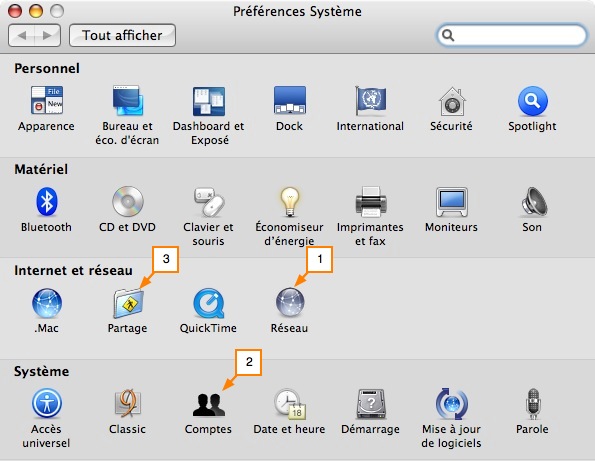 Préférences Système
Tout afficher
Personnel
File
New
Apparence
Bureau et
éco. d'écran
Dashboard et
Exposé
Dock
International
Sécurité
Spotlight
Matériel
Bluetooth
CD et DVD
Clavier et
souris
Économiseur
d'énergie
Imprimantes
et fax
Moniteurs
Son
Internet et réseau
3
1
.Mac
Partage
QuickTime
Réseau
2
Système
9
18
?
Accès
universel
Classic
Comptes
Date et heure
Démarrage
Mise à jour
de logiciels
Parole